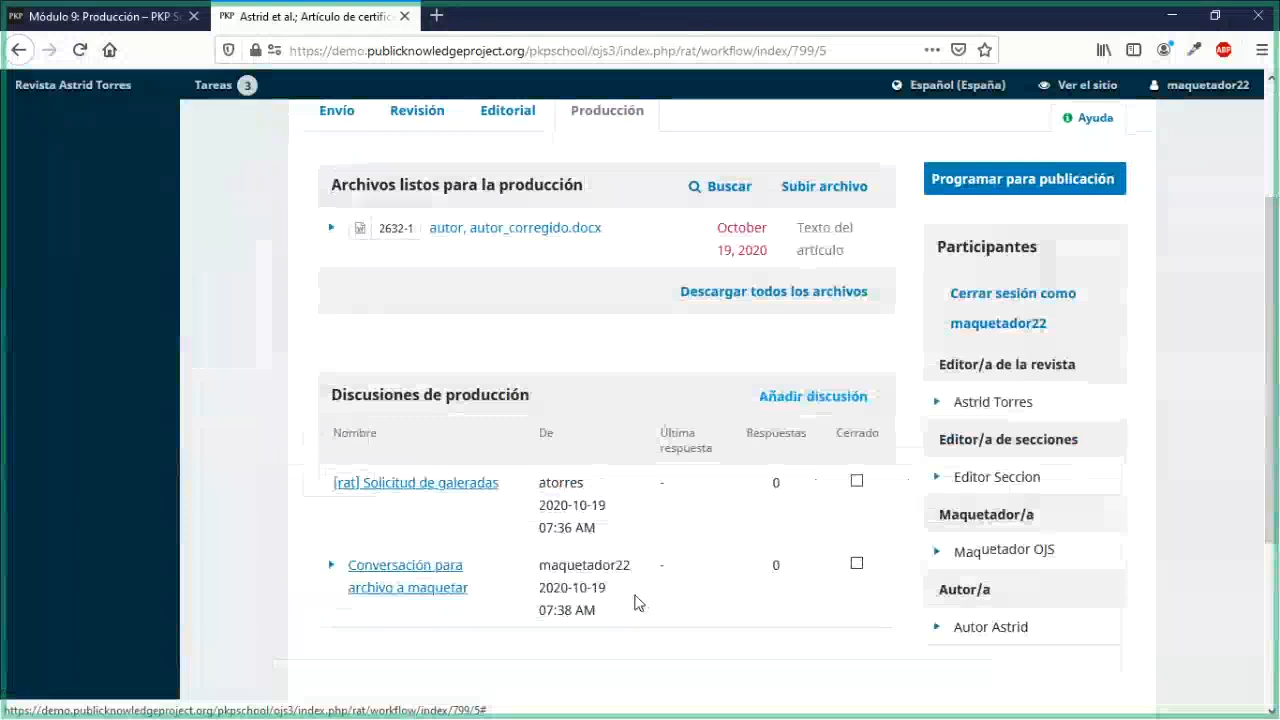 PKP Módulo 9: Producción – PKP S
PKP Astrid et al.; Artículo de certific
https://demo.publicknowledgeproject.org/pkpschool/ojs3/index.php/rat/workflow/index/799/5
ABP
Revista Astrid Torres Tareas 3 Español (España) Ver el sitio maquetador22
Envío Revisión Editorial Producción
Ayuda
Archivos listos para la producción Buscar Subir archivo
2632-1 autor, autor_corregido.docx October 19, 2020 Texto del artículo
Descargar todos los archivos
Discusiones de producción Añadir discusión
Nombre De Última respuesta Respuestas Cerrado
[rat] Solicitud de galeradas atorres - 0
2020-10-19
07:36 AM
Conversación para maquetador22 - 0
archivo a maquetar 2020-10-19
07:38 AM
Programar para publicación
Participantes
Cerrar sesión como
maquetador22
Editor/a de la revista
Astrid Torres
Editor/a de secciones
Editor Seccion
Maquetador/a
Maquetador OJS
Autor/a
Autor Astrid
https://demo.publicknowledgeproject.org/pkpschool/ojs3/index.php/rat/workflow/index/799/5#